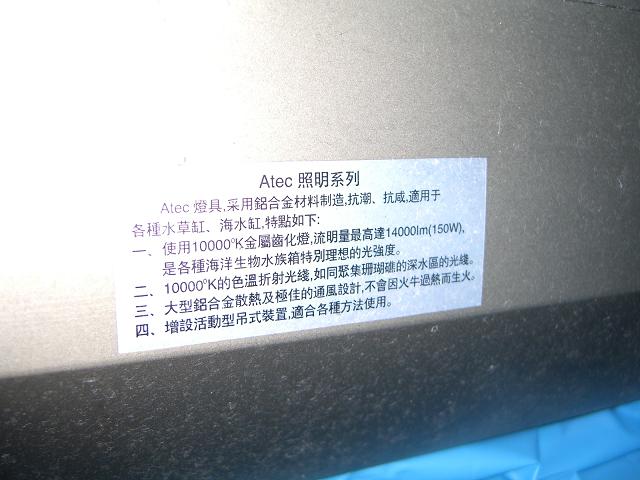 Atec 照明系列
Atec 燈具,采用鋁合金材料制造,抗潮、抗咸,適用于
各種水草缸、海水缸,特點如下:
一、使用10000°K金屬齒化燈,流明量最高達14000lm(150W),
是各種海洋生物水族箱特別理想的光強度。
二、10000°K的色溫折射光綫,如同聚集珊瑚礁的深水區的光綫。
三、大型鋁合金散熱及極佳的通風設計,不會因火牛過熱而生火。
四、增設活動型吊式裝置,適合各種方法使用。